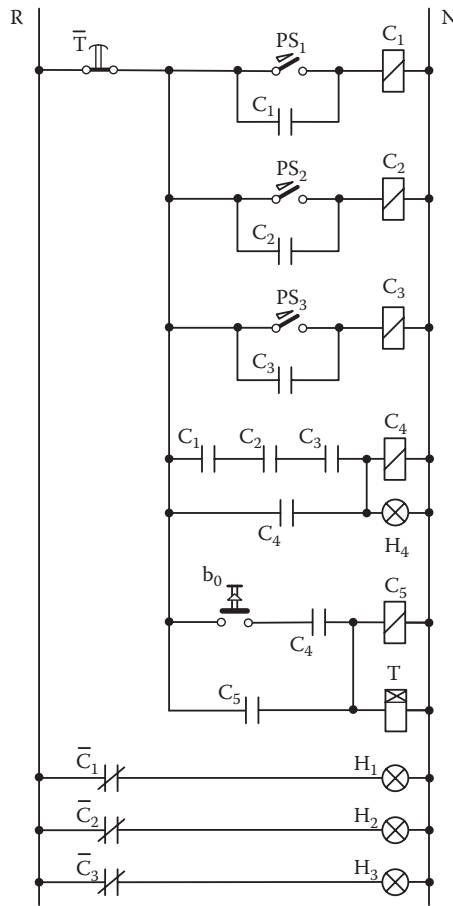 R N
T̅ PS₁ C₁
C₁
PS₂ C₂
C₂
PS₃ C₃
C₃
C₁ C₂ C₃ C₄
C₄ H₄
b₀ C₅
C₄
C₅ T
C̅₁ H₁
C̅₂ H₂
C̅₃ H₃